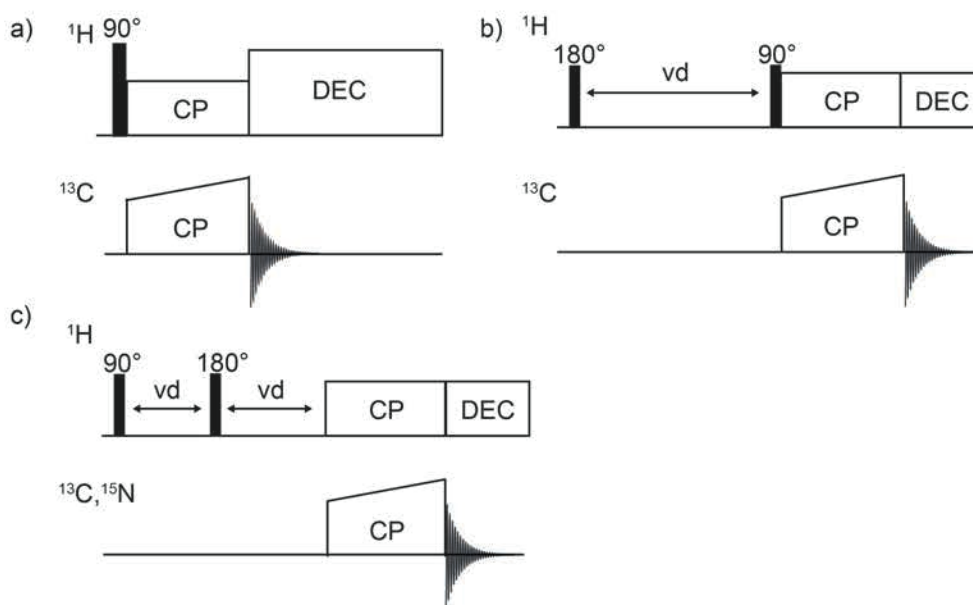 a)
¹H
90°
CP
DEC
¹³C
CP
b)
¹H
180°
vd
90°
CP
DEC
¹³C
CP
c)
¹H
90°
vd
180°
vd
CP
DEC
¹³C,¹⁵N
CP